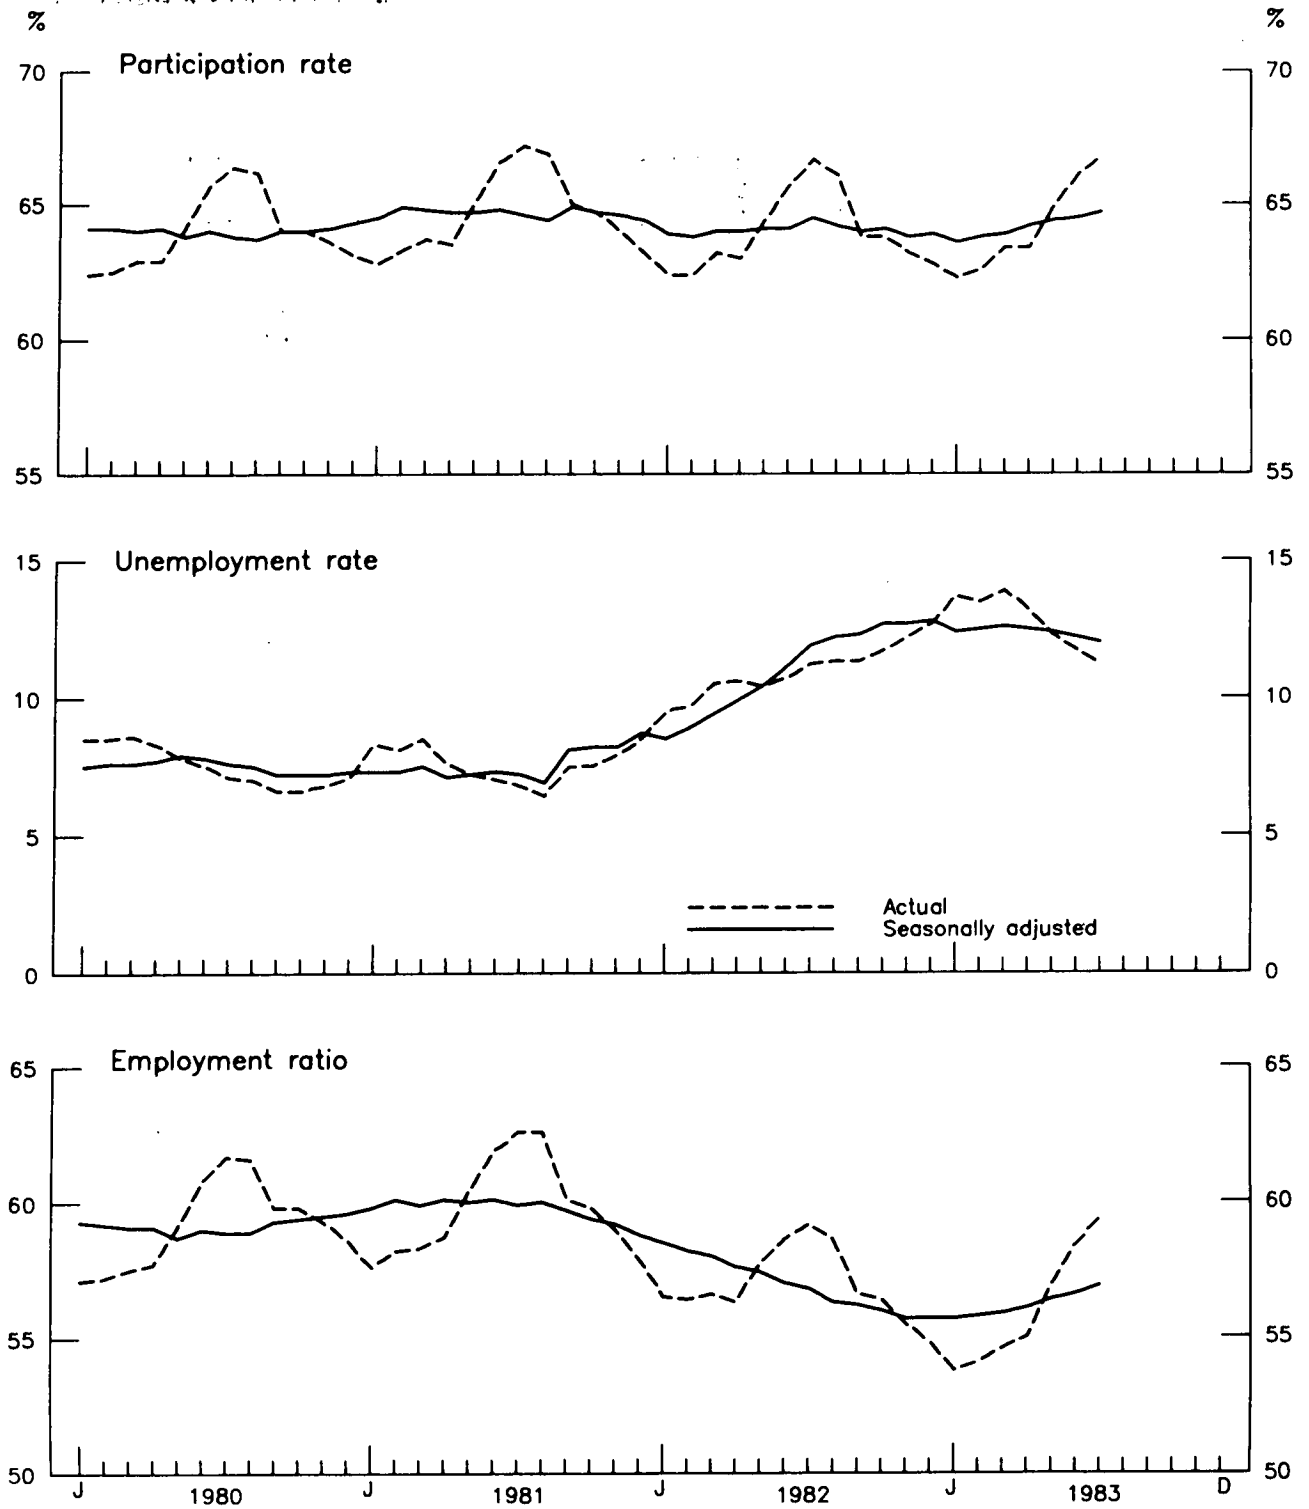 % %
Participation rate
70 70
65 65
60 60
55 55
Unemployment rate
15 15
10 10
5 5
Actual
Seasonally adjusted
0 0
Employment ratio
65 65
60 60
55 55
50 50
J 1980 J 1981 J 1982 J 1983 D